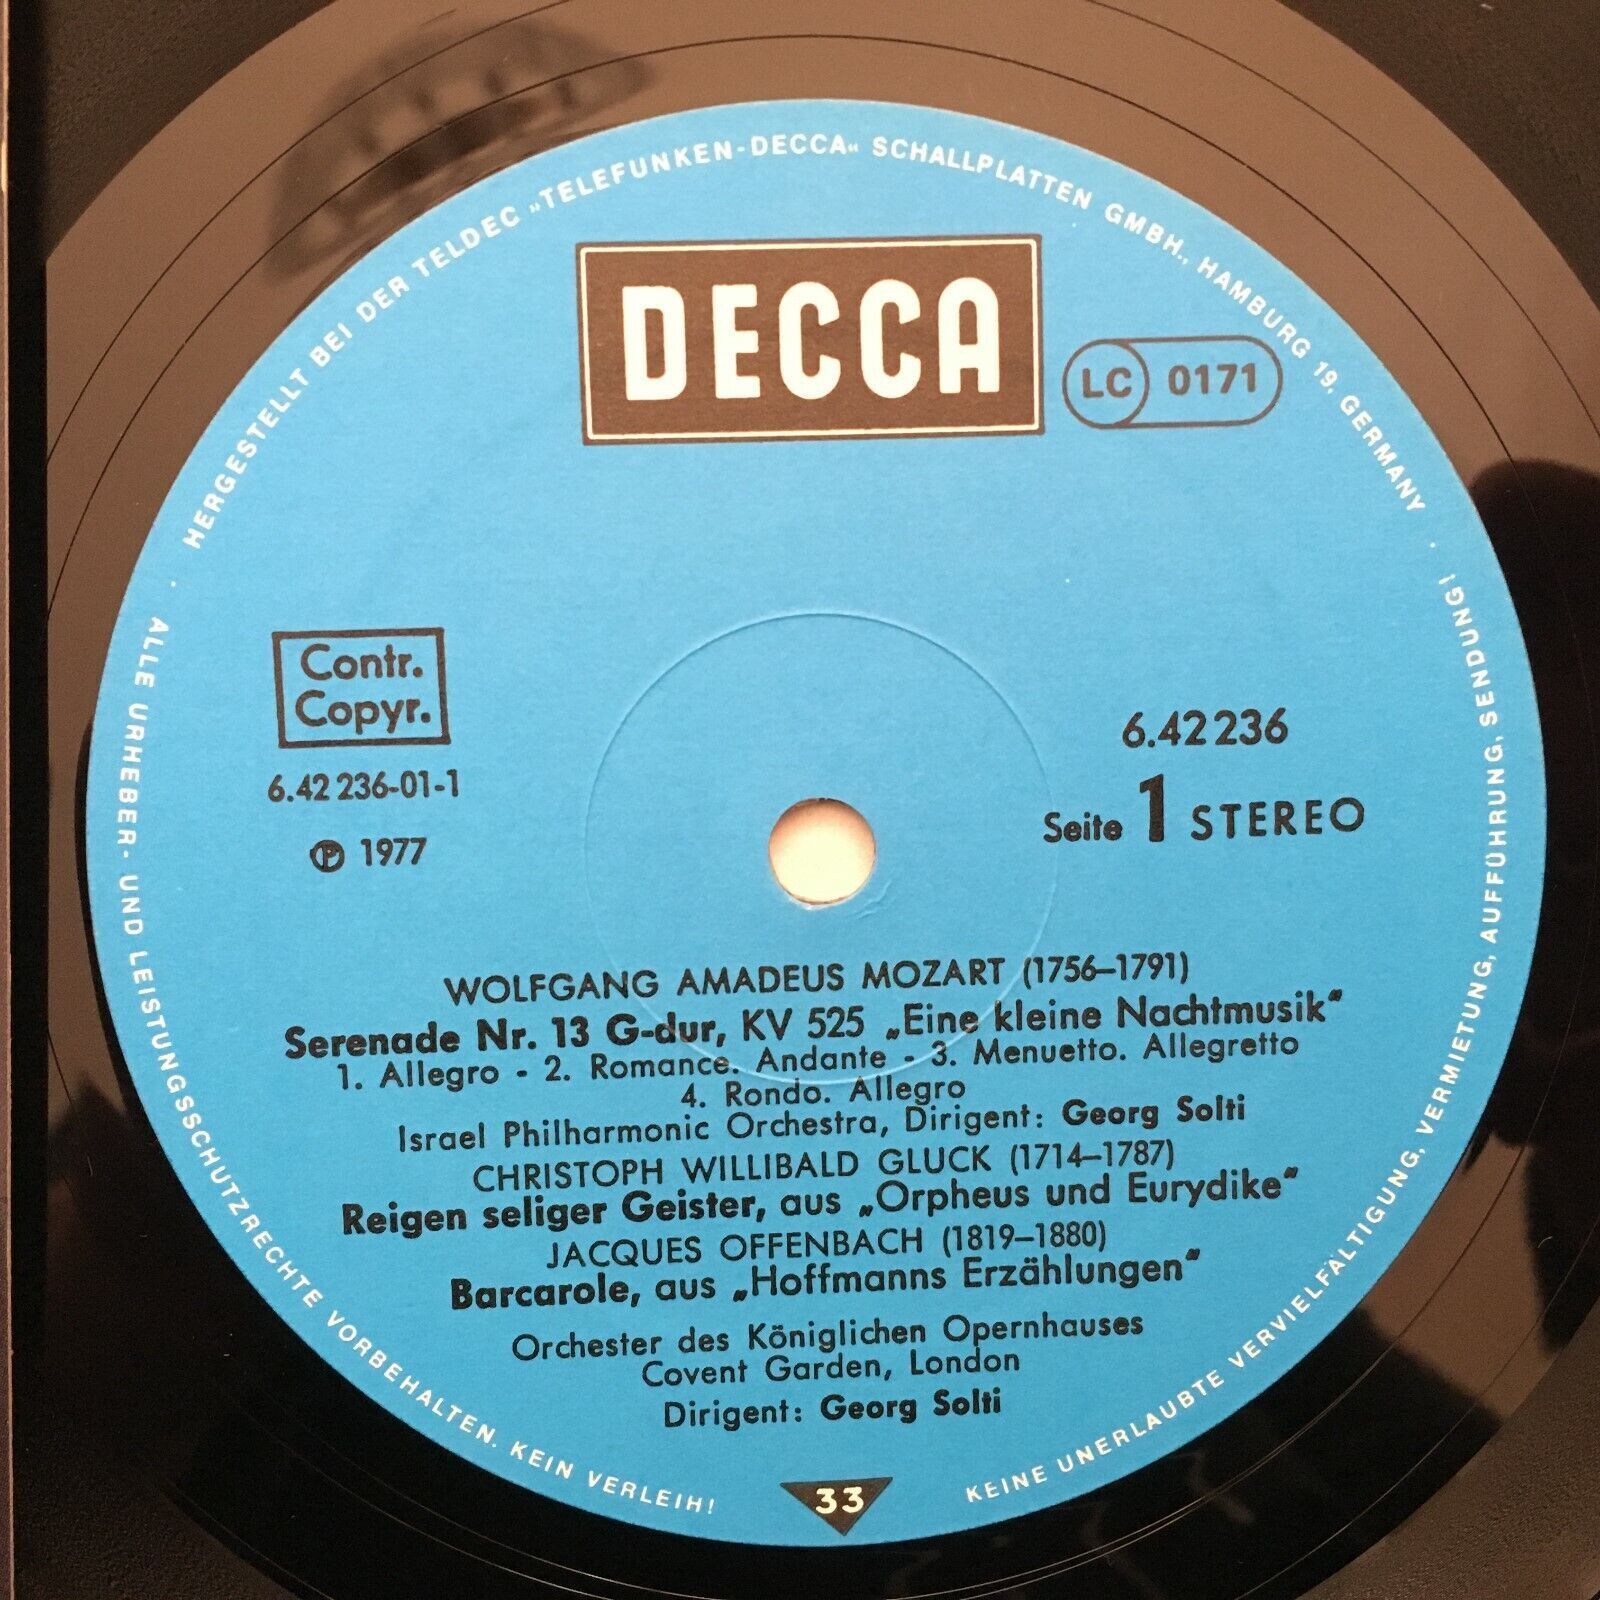 HERGESTELLT BEI DER TELDEC „TELEFUNKEN-DECCA“ SCHALLPLATTEN GMBH., HAMBURG 19, GERMANY ·
DECCA
LC 0171
Contr.
Copyr.
6.42 236-01-1
Ⓟ 1977
6.42236
Seite 1 STEREO
WOLFGANG AMADEUS MOZART (1756–1791)
Serenade Nr. 13 G-dur, KV 525 „Eine kleine Nachtmusik“
1. Allegro - 2. Romance. Andante - 3. Menuetto. Allegretto
4. Rondo. Allegro
Israel Philharmonic Orchestra, Dirigent: Georg Solti
CHRISTOPH WILLIBALD GLUCK (1714–1787)
Reigen seliger Geister, aus „Orpheus und Eurydike“
JACQUES OFFENBACH (1819–1880)
Barcarole, aus „Hoffmanns Erzählungen“
Orchester des Königlichen Opernhauses
Covent Garden, London
Dirigent: Georg Solti
33
· ALLE URHEBER- UND LEISTUNGSSCHUTZRECHTE VORBEHALTEN. KEIN VERLEIH!
KEINE UNERLAUBTE VERVIELFÄLTIGUNG, VERMIETUNG, AUFFÜHRUNG, SENDUNG!